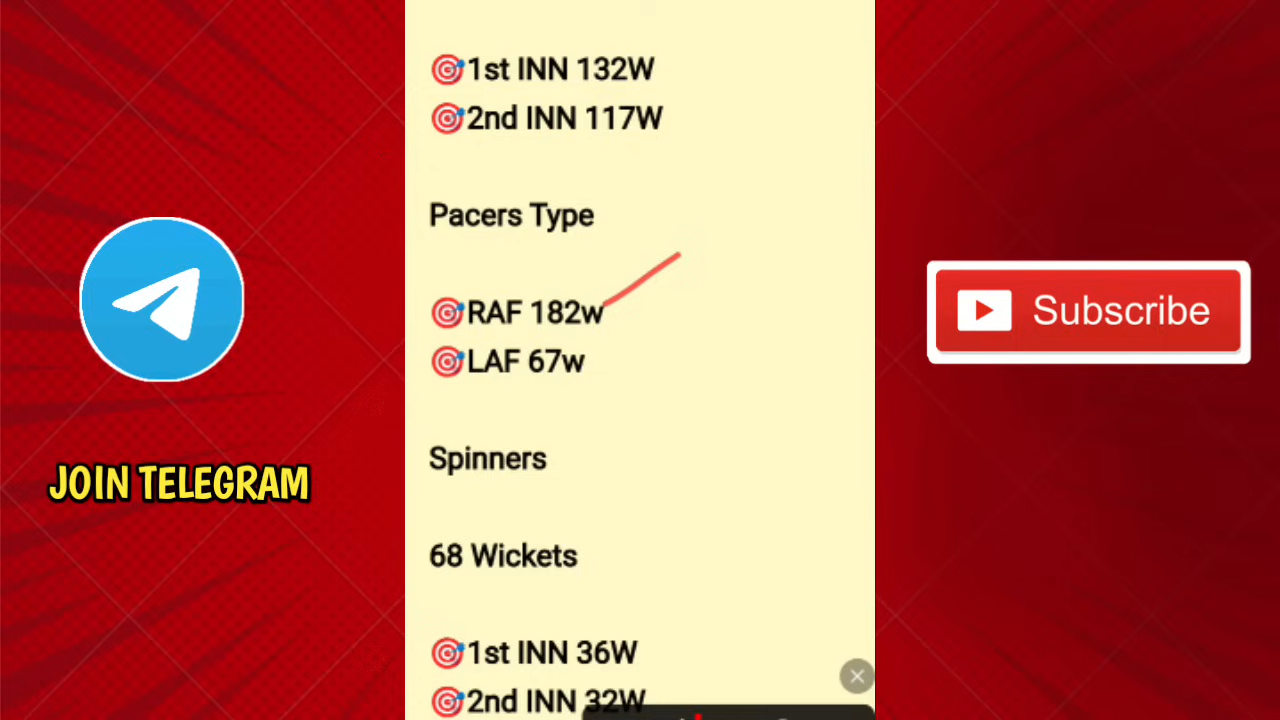 1st INN 132W
2nd INN 117W
Pacers Type
RAF 182w
LAF 67w
Spinners
68 Wickets
1st INN 36W
2nd INN 32W
JOIN TELEGRAM
Subscribe